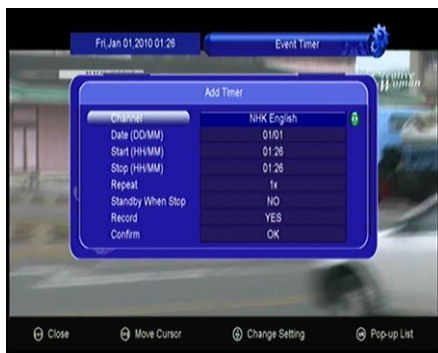 Fri,Jan 01,2010 01:26 Event Timer
Creative
Woman
Add Timer
Channel NHK English
Date (DD/MM) 01/01
Start (HH/MM) 01:26
Stop (HH/MM) 01:26
Repeat 1x
Standby When Stop NO
Record YES
Confirm OK
Close Move Cursor Change Setting Pop-up List